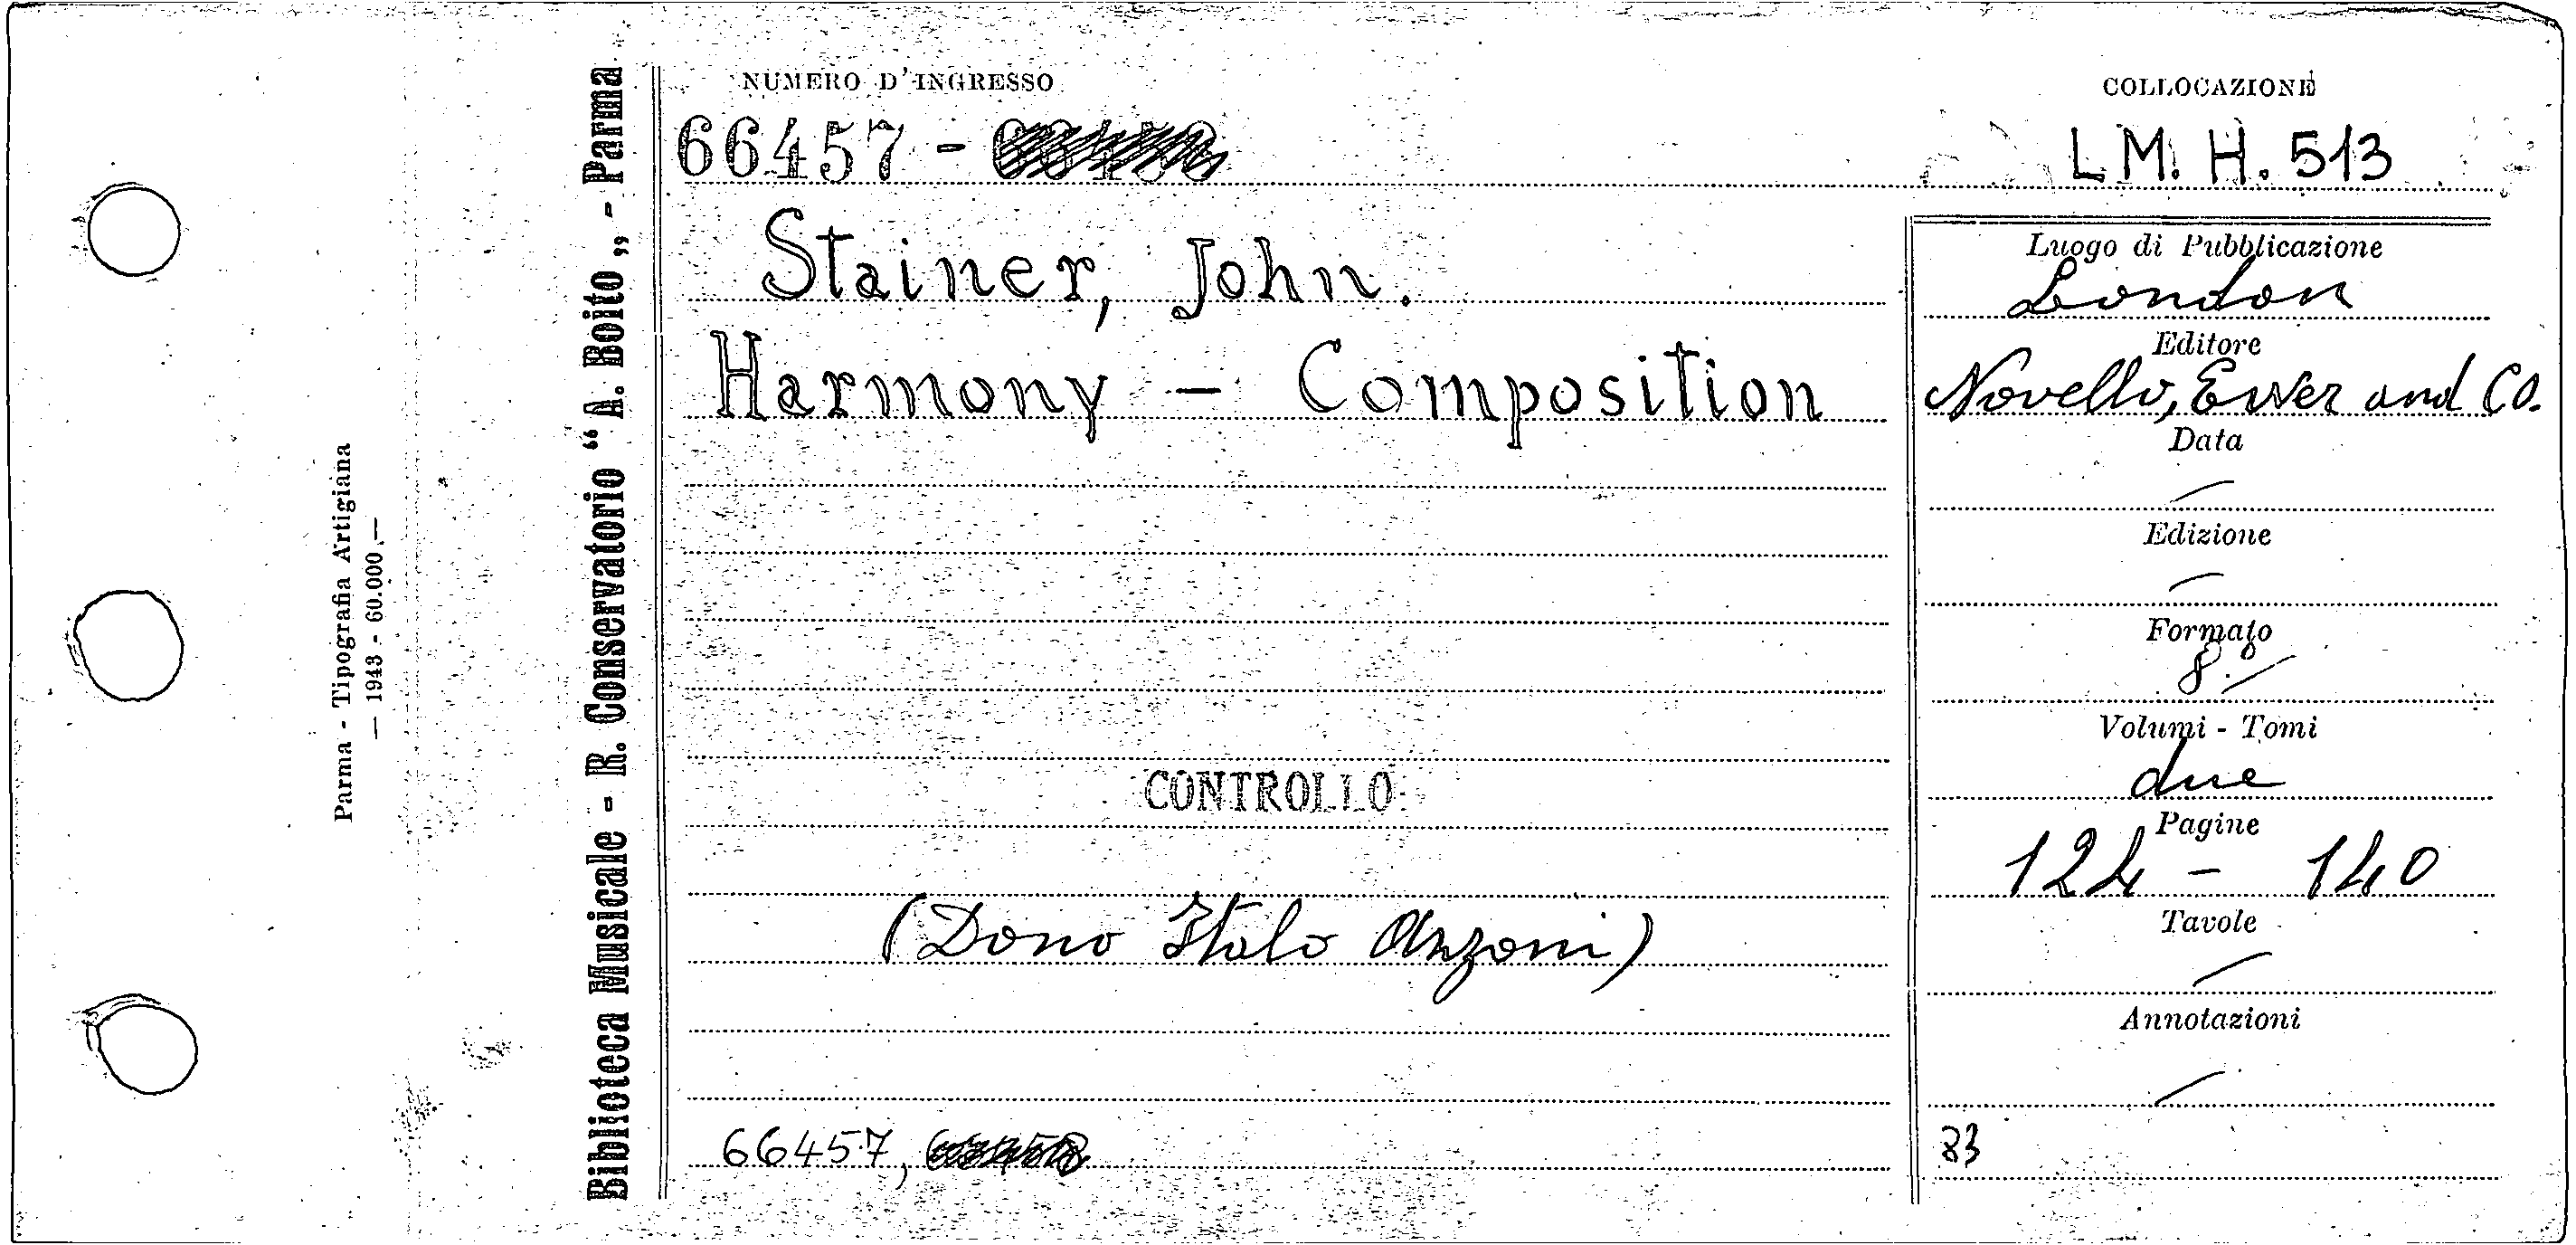 NUMERO D'INGRESSO
66457 -
COLLOCAZIONE
LM. H. 513
Stainer, John.
Harmony - Composition
CONTROLLO
(Dono Italo Anzoni)
66457,
Luogo di Pubblicazione
London
Editore
Novello, Ewer and Co.
Data
Edizione
Formato
8°
Volumi - Tomi
due
Pagine
124 - 140
Tavole
Annotazioni
83
Biblioteca Musicale - R. Conservatorio "A. Boito„ - Parma
Parma - Tipografia Artigiana
— 1943 - 60.000 —